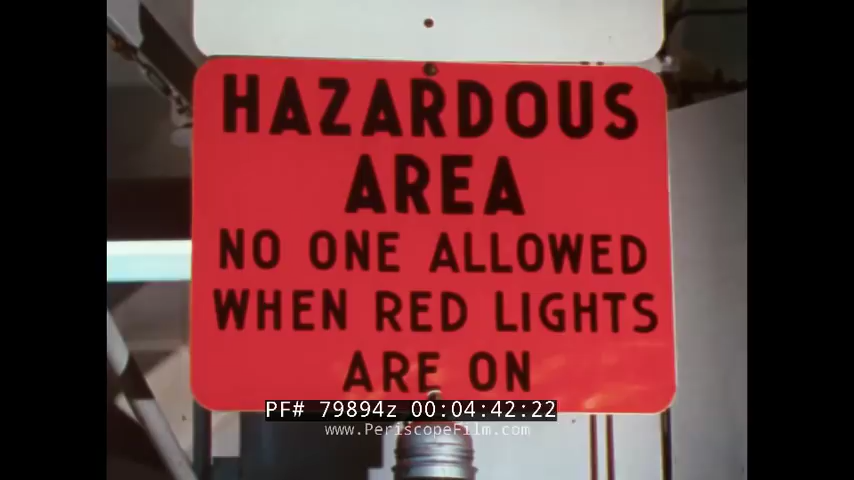 HAZARDOUS
AREA
NO ONE ALLOWED
WHEN RED LIGHTS
ARE ON
PF# 79894z 00:04:42:22
www.PeriscopeFilm.com